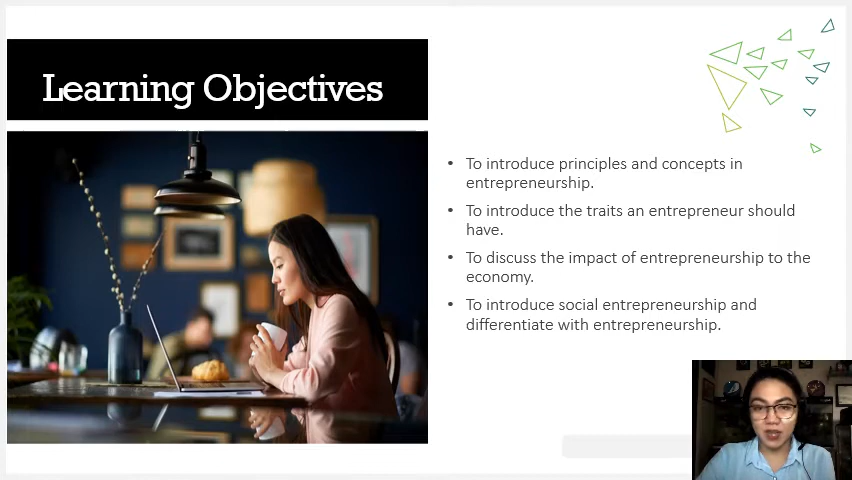 Learning Objectives
• To introduce principles and concepts in
entrepreneurship.
• To introduce the traits an entrepreneur should
have.
• To discuss the impact of entrepreneurship to the
economy.
• To introduce social entrepreneurship and
differentiate with entrepreneurship.